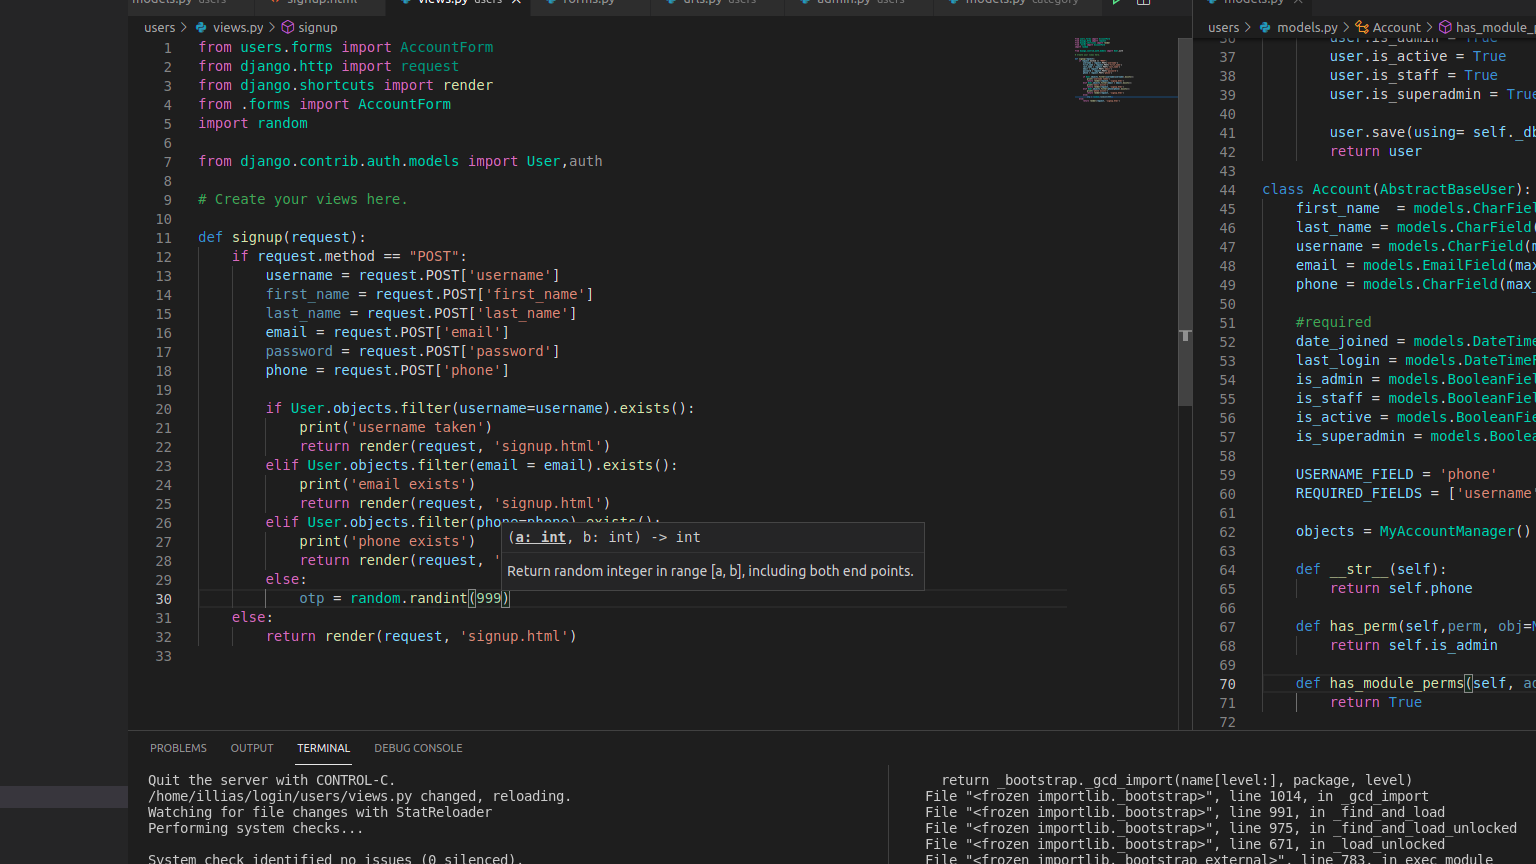 models.py users signup.html views.py users forms.py users arts.py users admin.py users models.py category models.py
users > views.py > signup
1 from users.forms import AccountForm
2 from django.http import request
3 from django.shortcuts import render
4 from .forms import AccountForm
5 import random
6
7 from django.contrib.auth.models import User,auth
8
9 # Create your views here.
10
11 def signup(request):
12 if request.method == "POST":
13 username = request.POST['username']
14 first_name = request.POST['first_name']
15 last_name = request.POST['last_name']
16 email = request.POST['email']
17 password = request.POST['password']
18 phone = request.POST['phone']
19
20 if User.objects.filter(username=username).exists():
21 print('username taken')
22 return render(request, 'signup.html')
23 elif User.objects.filter(email = email).exists():
24 print('email exists')
25 return render(request, 'signup.html')
26 elif User.objects.filter(phone=phone).exists():
27 print('phone exists')
28 return render(request, '
29 else:
30 otp = random.randint(999)
31 else:
32 return render(request, 'signup.html')
33
(a: int, b: int) -> int
Return random integer in range [a, b], including both end points.
users > models.py > Account > has_module_p
36 user.is_admin = True
37 user.is_active = True
38 user.is_staff = True
39 user.is_superadmin = True
40
41 user.save(using= self._db
42 return user
43
44 class Account(AbstractBaseUser):
45 first_name = models.CharFiel
46 last_name = models.CharField(
47 username = models.CharField(m
48 email = models.EmailField(max
49 phone = models.CharField(max_
50
51 #required
52 date_joined = models.DateTime
53 last_login = models.DateTimeF
54 is_admin = models.BooleanFiel
55 is_staff = models.BooleanFiel
56 is_active = models.BooleanFie
57 is_superadmin = models.Boolea
58
59 USERNAME_FIELD = 'phone'
60 REQUIRED_FIELDS = ['username'
61
62 objects = MyAccountManager()
63
64 def __str__(self):
65 return self.phone
66
67 def has_perm(self,perm, obj=N
68 return self.is_admin
69
70 def has_module_perms(self, ad
71 return True
72
PROBLEMS OUTPUT TERMINAL DEBUG CONSOLE
Quit the server with CONTROL-C.
/home/illias/login/users/views.py changed, reloading.
Watching for file changes with StatReloader
Performing system checks...
System check identified no issues (0 silenced).
return _bootstrap._gcd_import(name[level:], package, level)
File "<frozen importlib._bootstrap>", line 1014, in _gcd_import
File "<frozen importlib._bootstrap>", line 991, in _find_and_load
File "<frozen importlib._bootstrap>", line 975, in _find_and_load_unlocked
File "<frozen importlib._bootstrap>", line 671, in _load_unlocked
File "<frozen importlib._bootstrap_external>", line 783, in exec_module